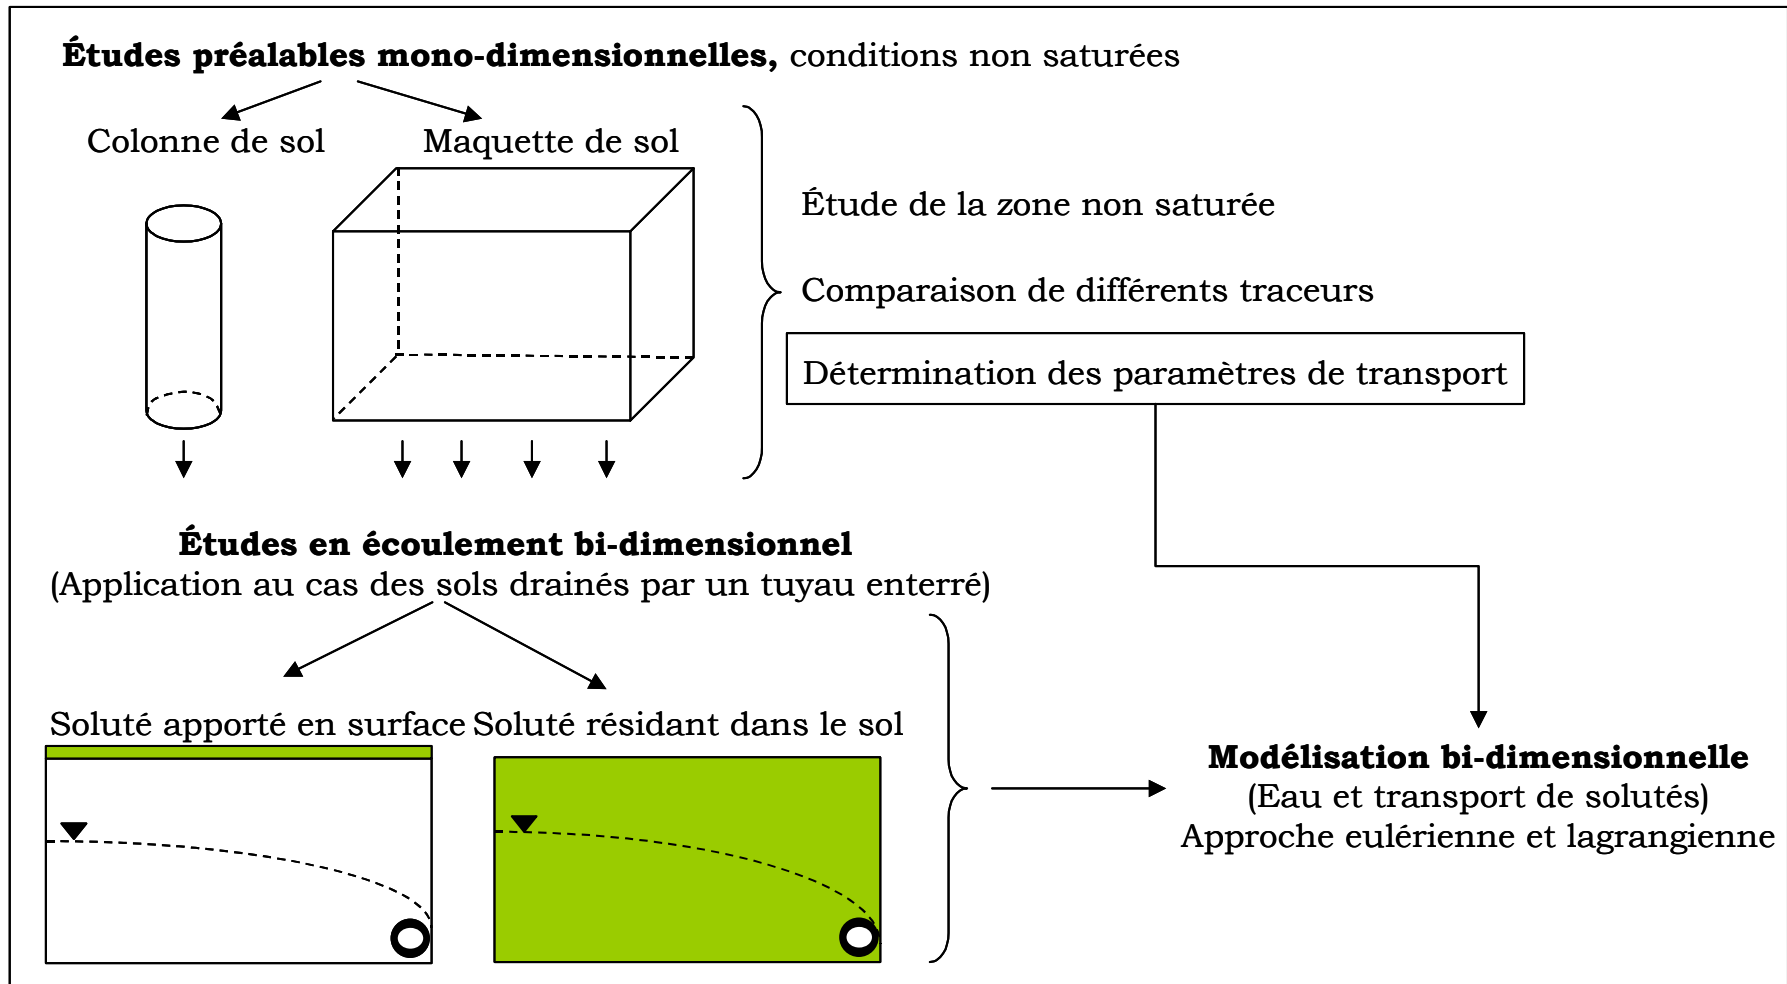 Études préalables mono-dimensionnelles, conditions non saturées
Colonne de sol
Maquette de sol
Étude de la zone non saturée
Comparaison de différents traceurs
Détermination des paramètres de transport
Études en écoulement bi-dimensionnel
(Application au cas des sols drainés par un tuyau enterré)
Soluté apporté en surface
Soluté résidant dans le sol
Modélisation bi-dimensionnelle
(Eau et transport de solutés)
Approche eulérienne et lagrangienne